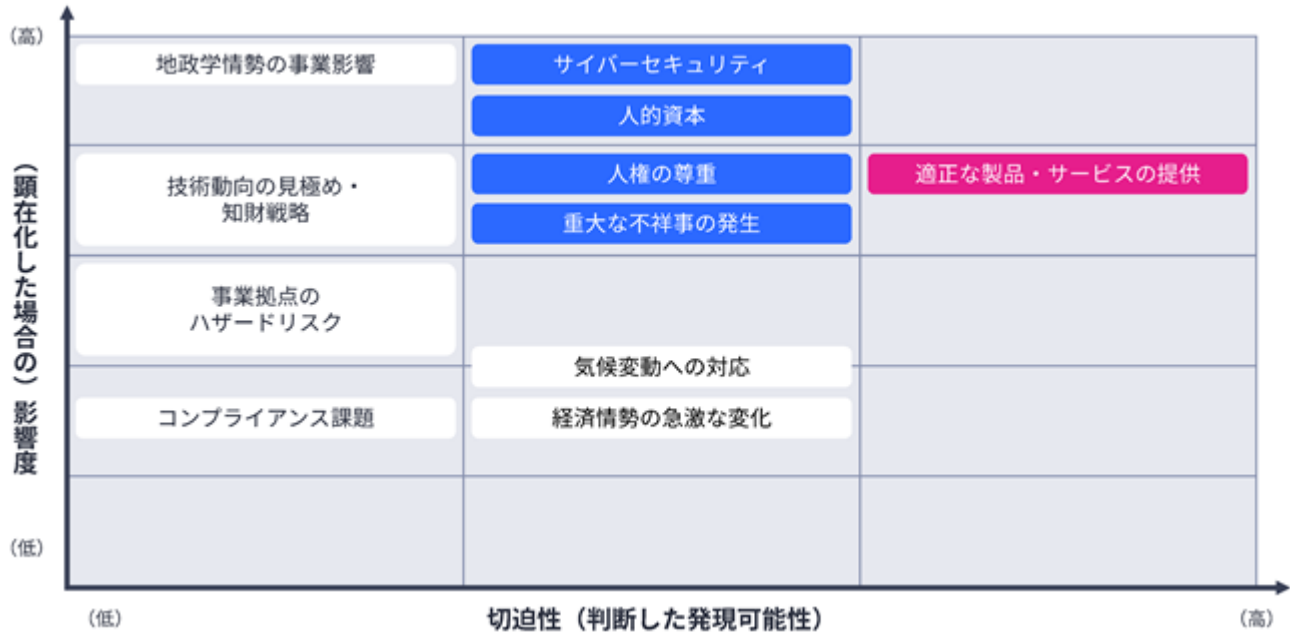 （高）
地政学情勢の事業影響
サイバーセキュリティ
人的資本
技術動向の見極め・
知財戦略
人権の尊重
重大な不祥事の発生
適正な製品・サービスの提供
事業拠点の
ハザードリスク
気候変動への対応
コンプライアンス課題
経済情勢の急激な変化
（顕在化した場合の）影響度
（低）
（低）
切迫性（判断した発現可能性）
（高）